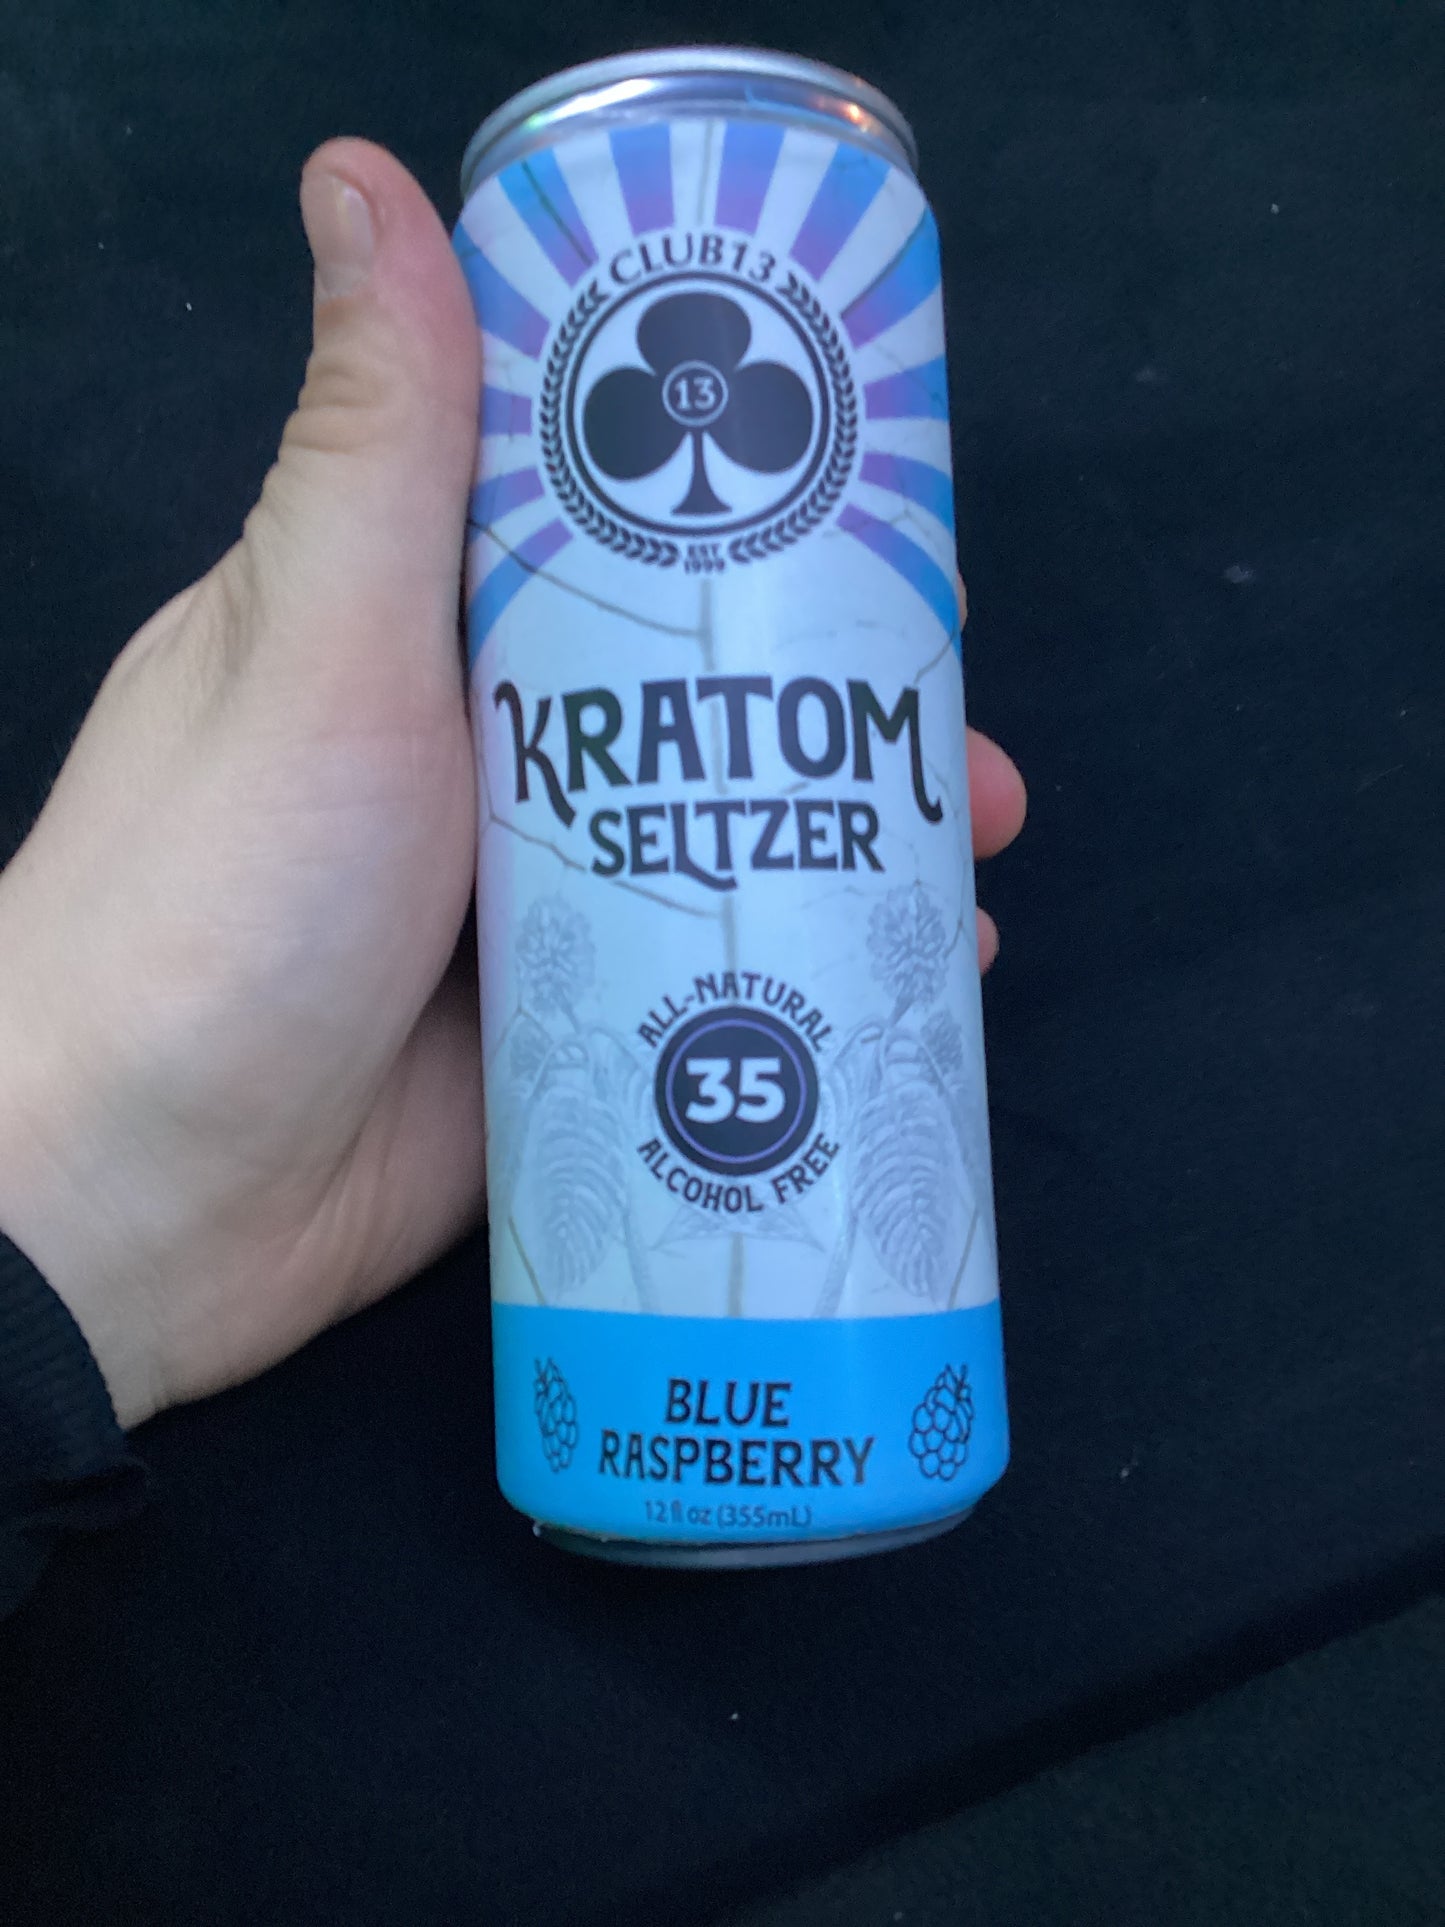 CLUB13
13
EST
1999
KRATOM
SELTZER
ALL-NATURAL
35
ALCOHOL FREE
BLUE
RASPBERRY
12 fl oz (355mL)